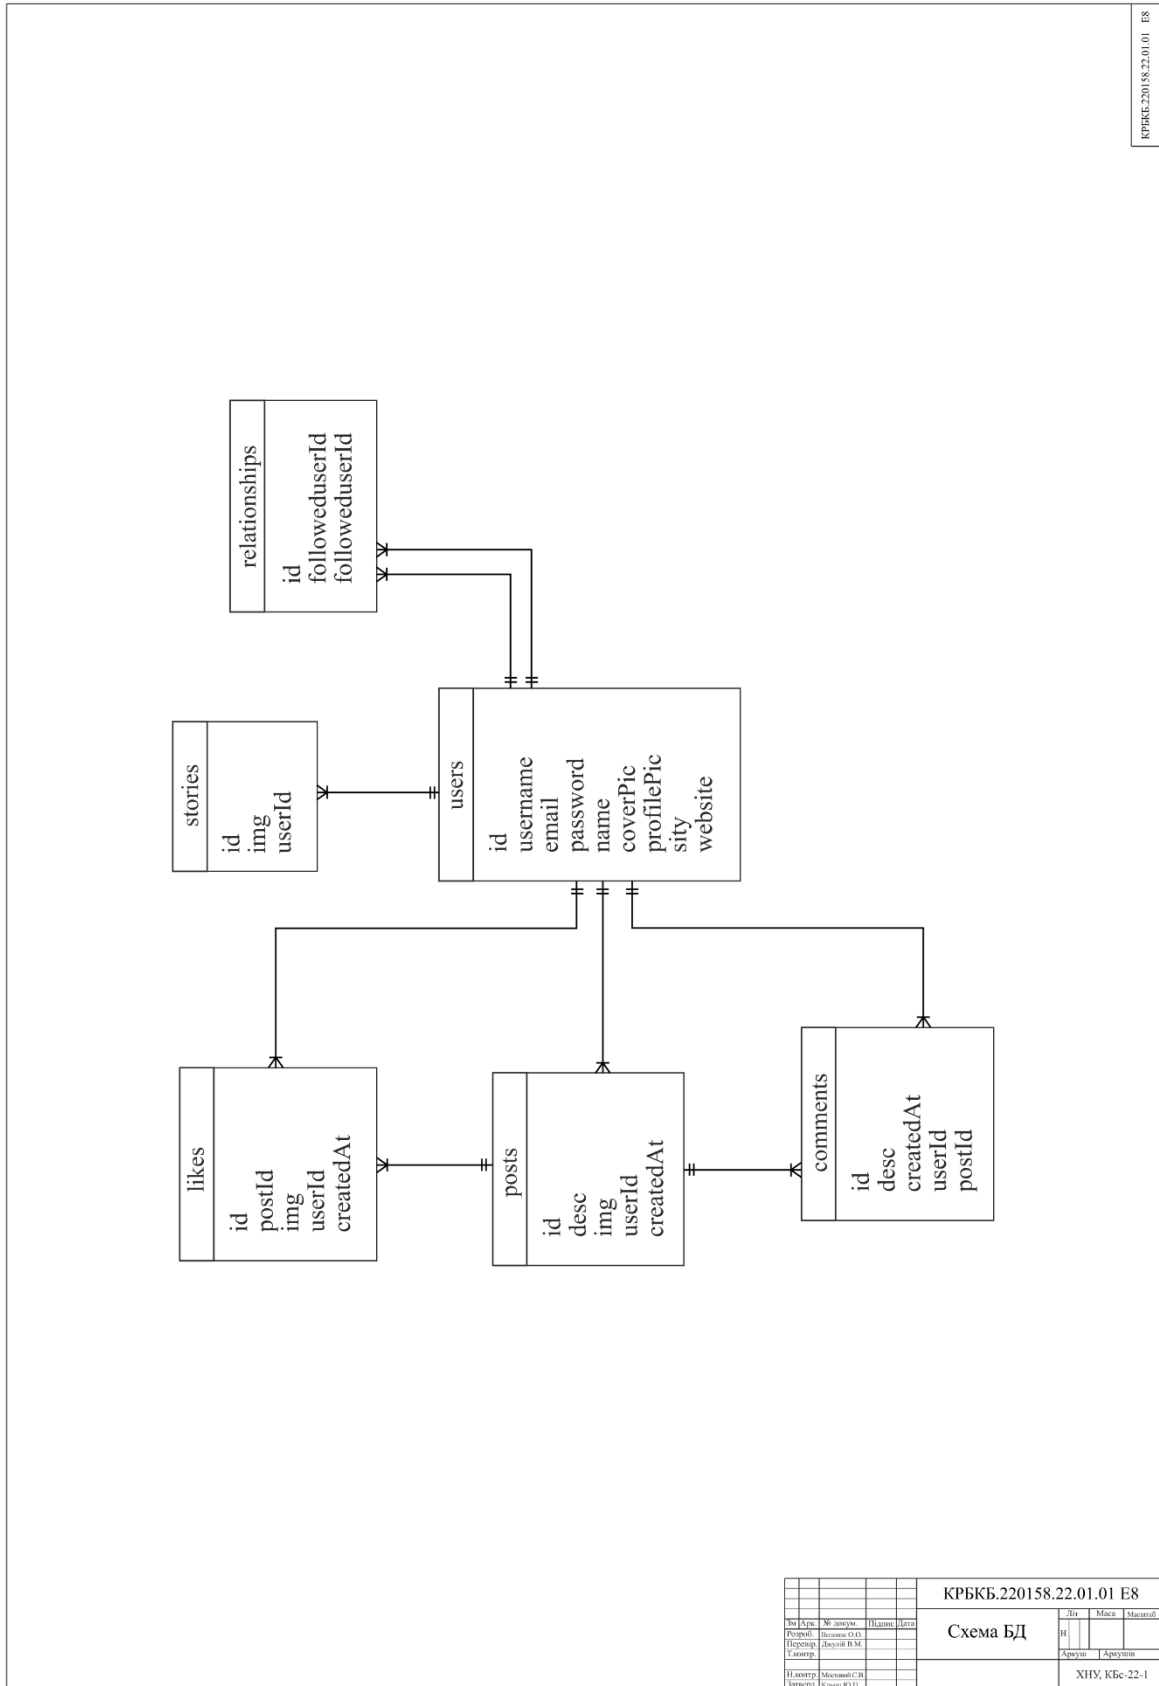 КРБКБ.220158.22.01.01 Е8
relationships
id
followeduserId
followeduserId
stories
id
img
userId
users
id
username
email
password
name
coverPic
profilePic
sity
website
likes
id
postId
img
userId
createdAt
posts
id
desc
img
userId
createdAt
comments
id
desc
createdAt
userId
postId
КРБКБ.220158.22.01.01 Е8
Зм Арк. № докум. Підпис Дата
Розроб.
Перевір. Джулій В.М.
Т.контр.
Н.контр. Мостовий С.В.
Схема БД
Літ Маса Масштаб
Н
Аркуш Аркушів
ХНУ, КБс-22-1